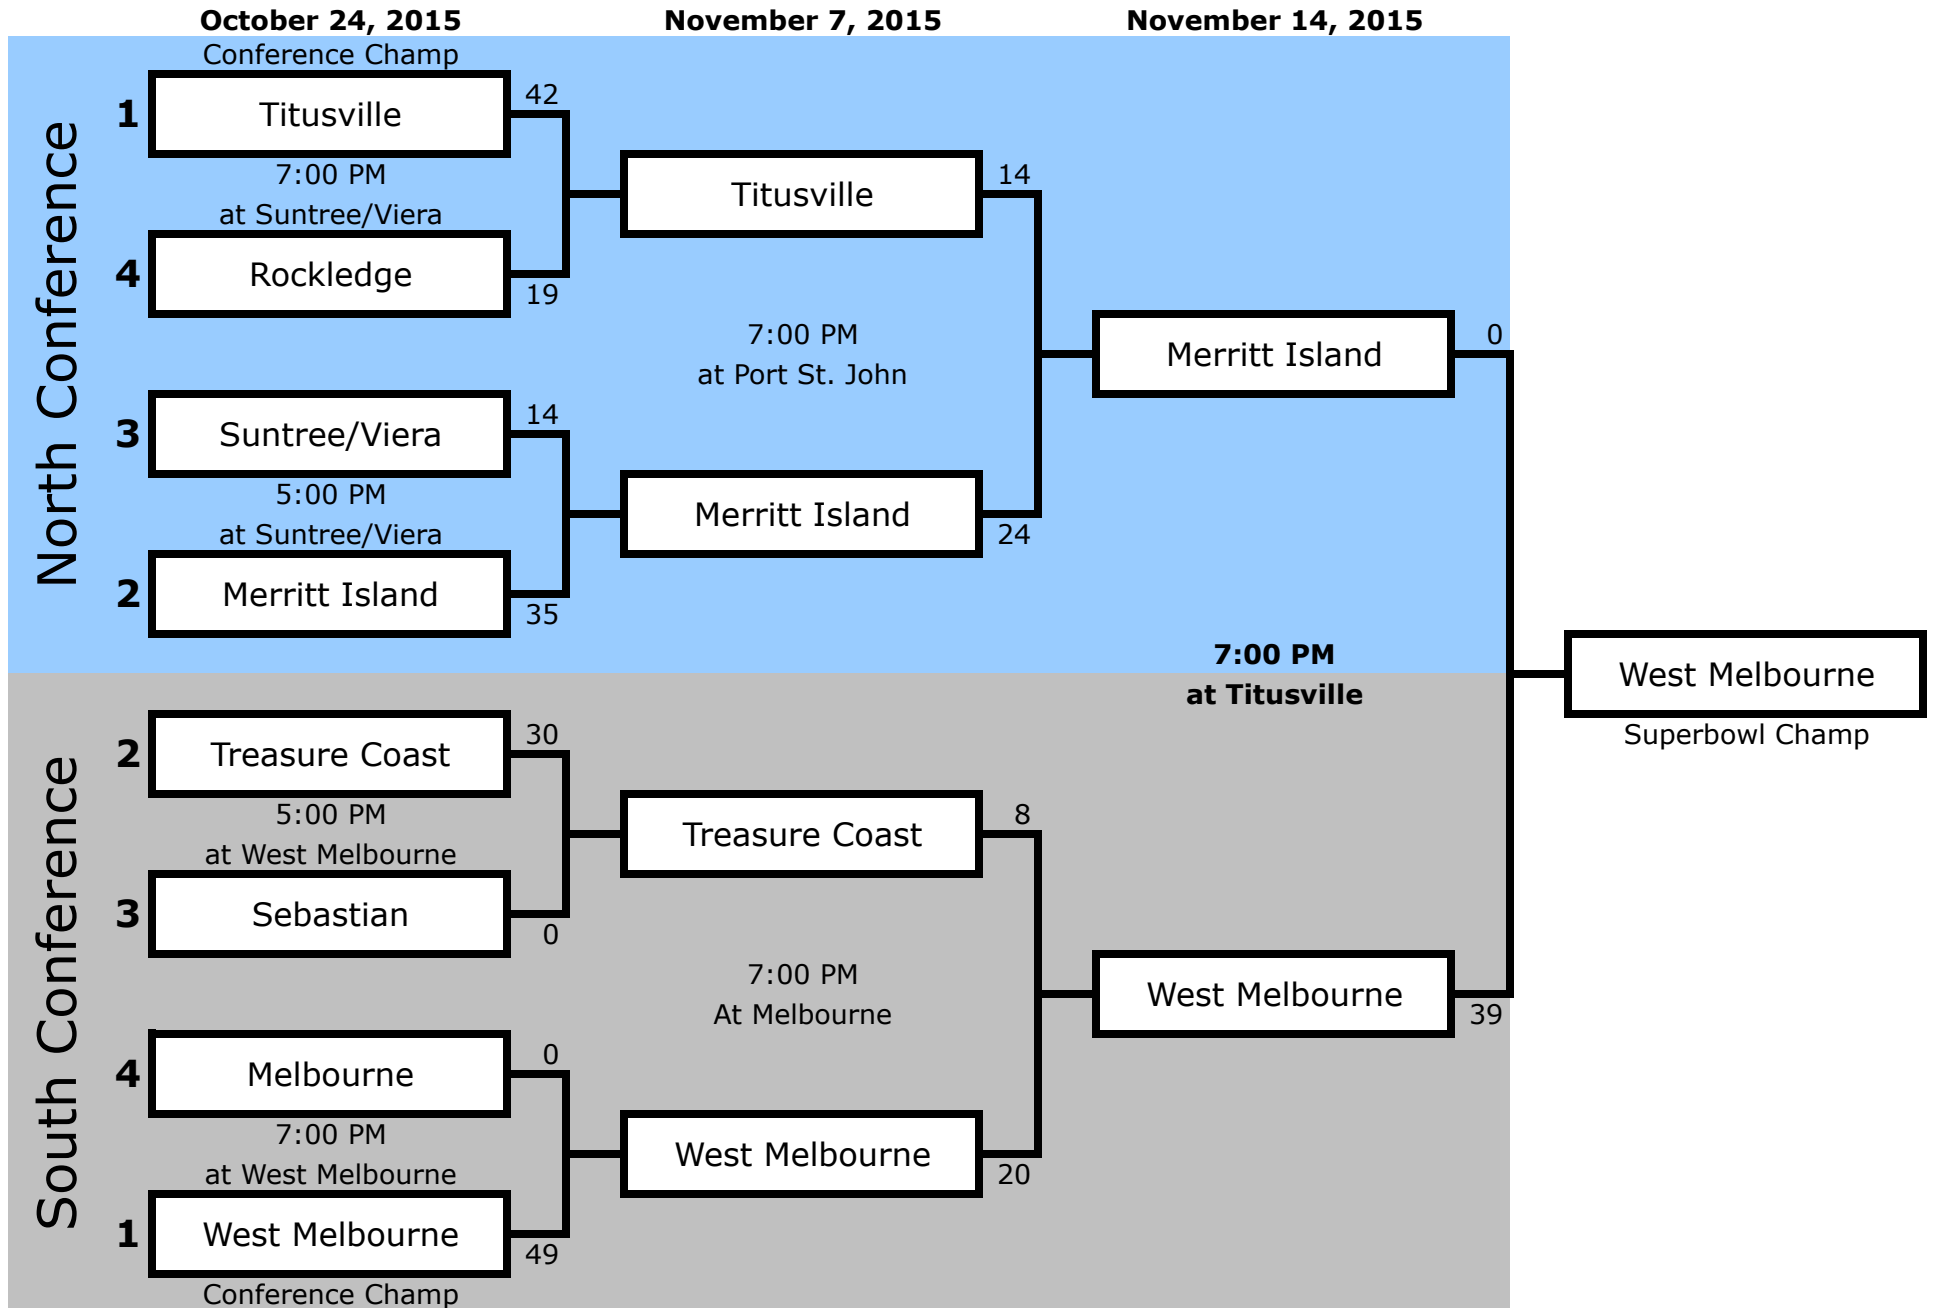 October 24, 2015
November 7, 2015
November 14, 2015
North Conference
Conference Champ
1
Titusville
42
7:00 PM
at Suntree/Viera
4
Rockledge
19
3
Suntree/Viera
14
5:00 PM
at Suntree/Viera
2
Merritt Island
35
Titusville
14
7:00 PM
at Port St. John
Merritt Island
24
Merritt Island
0
7:00 PM
at Titusville
West Melbourne
Superbowl Champ
South Conference
2
Treasure Coast
30
5:00 PM
at West Melbourne
3
Sebastian
0
4
Melbourne
0
7:00 PM
at West Melbourne
1
West Melbourne
49
Conference Champ
Treasure Coast
8
7:00 PM
At Melbourne
West Melbourne
20
West Melbourne
39